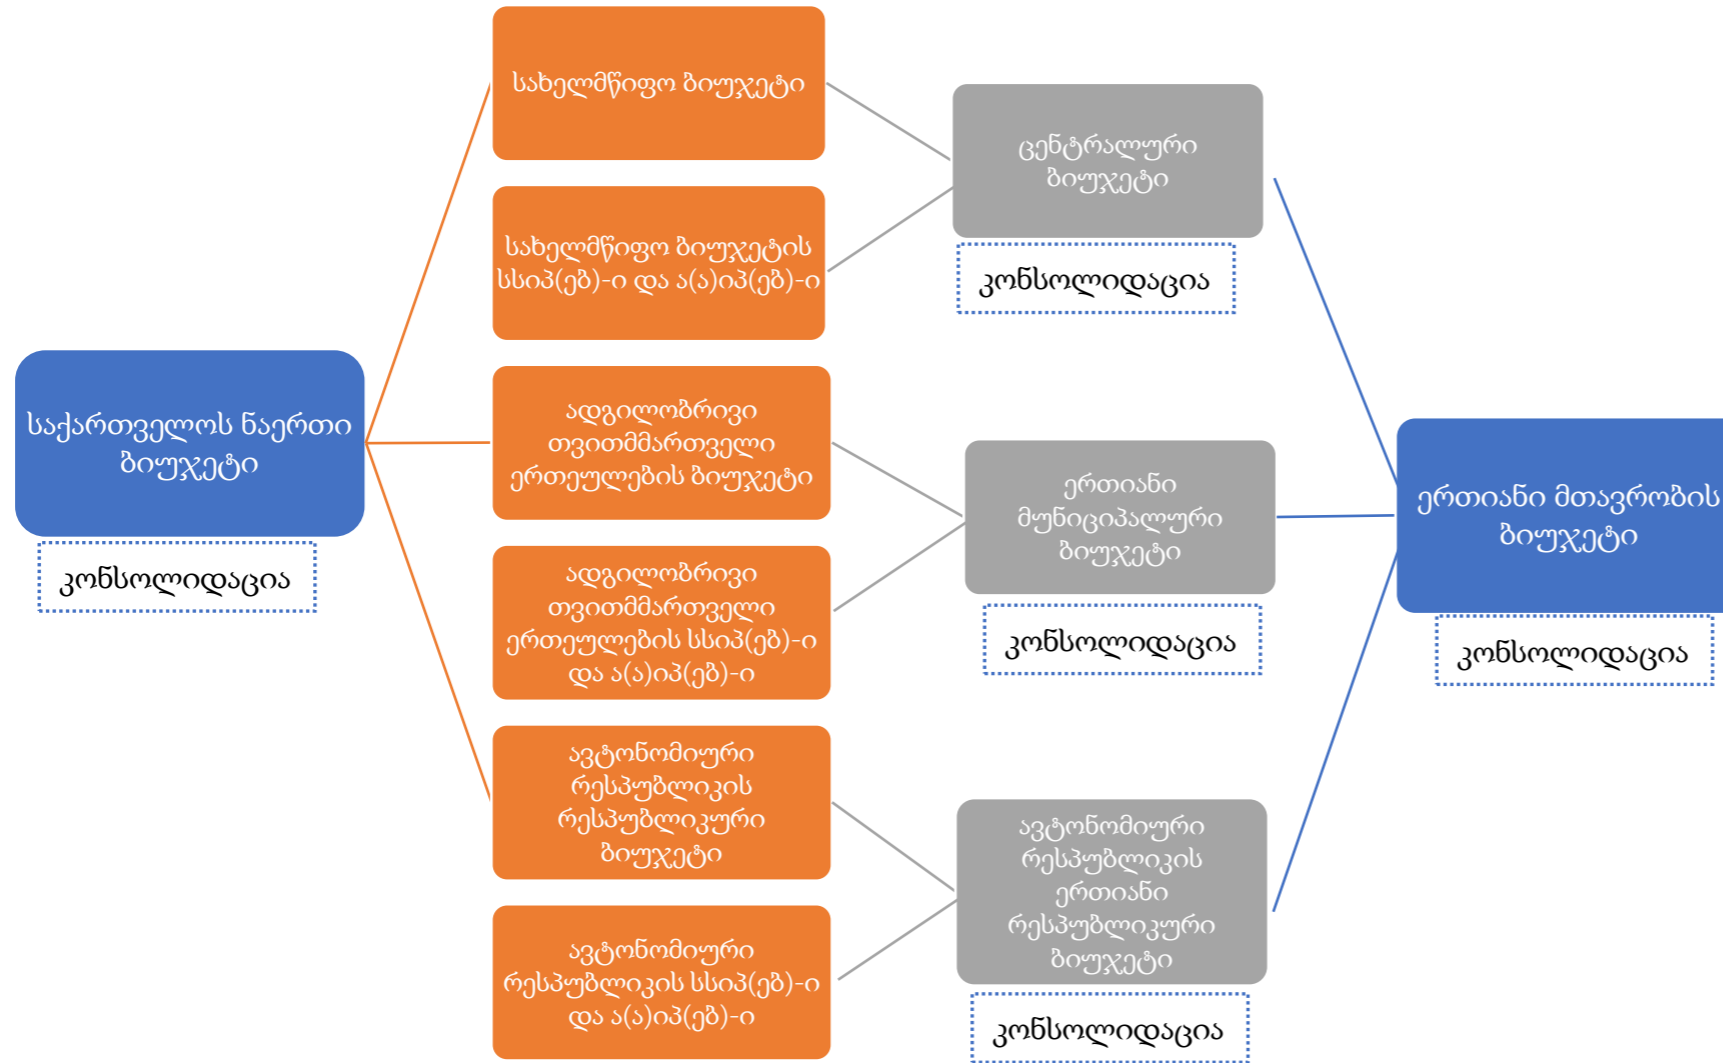 საქართველოს ნაერთი
ბიუჯეტი
კონსოლიდაცია
სახელმწიფო ბიუჯეტი
სახელმწიფო ბიუჯეტის
სსიპ(ებ)-ი და ა(ა)იპ(ებ)-ი
ადგილობრივი
თვითმმართველი
ერთეულების ბიუჯეტი
ადგილობრივი
თვითმმართველი
ერთეულების სსიპ(ებ)-ი
და ა(ა)იპ(ებ)-ი
ავტონომიური
რესპუბლიკის
რესპუბლიკური
ბიუჯეტი
ავტონომიური
რესპუბლიკის სსიპ(ებ)-ი
და ა(ა)იპ(ებ)-ი
ცენტრალური
ბიუჯეტი
კონსოლიდაცია
ერთიანი
მუნიციპალური
ბიუჯეტი
კონსოლიდაცია
ავტონომიური
რესპუბლიკის
ერთიანი
რესპუბლიკური
ბიუჯეტი
კონსოლიდაცია
ერთიანი მთავრობის
ბიუჯეტი
კონსოლიდაცია